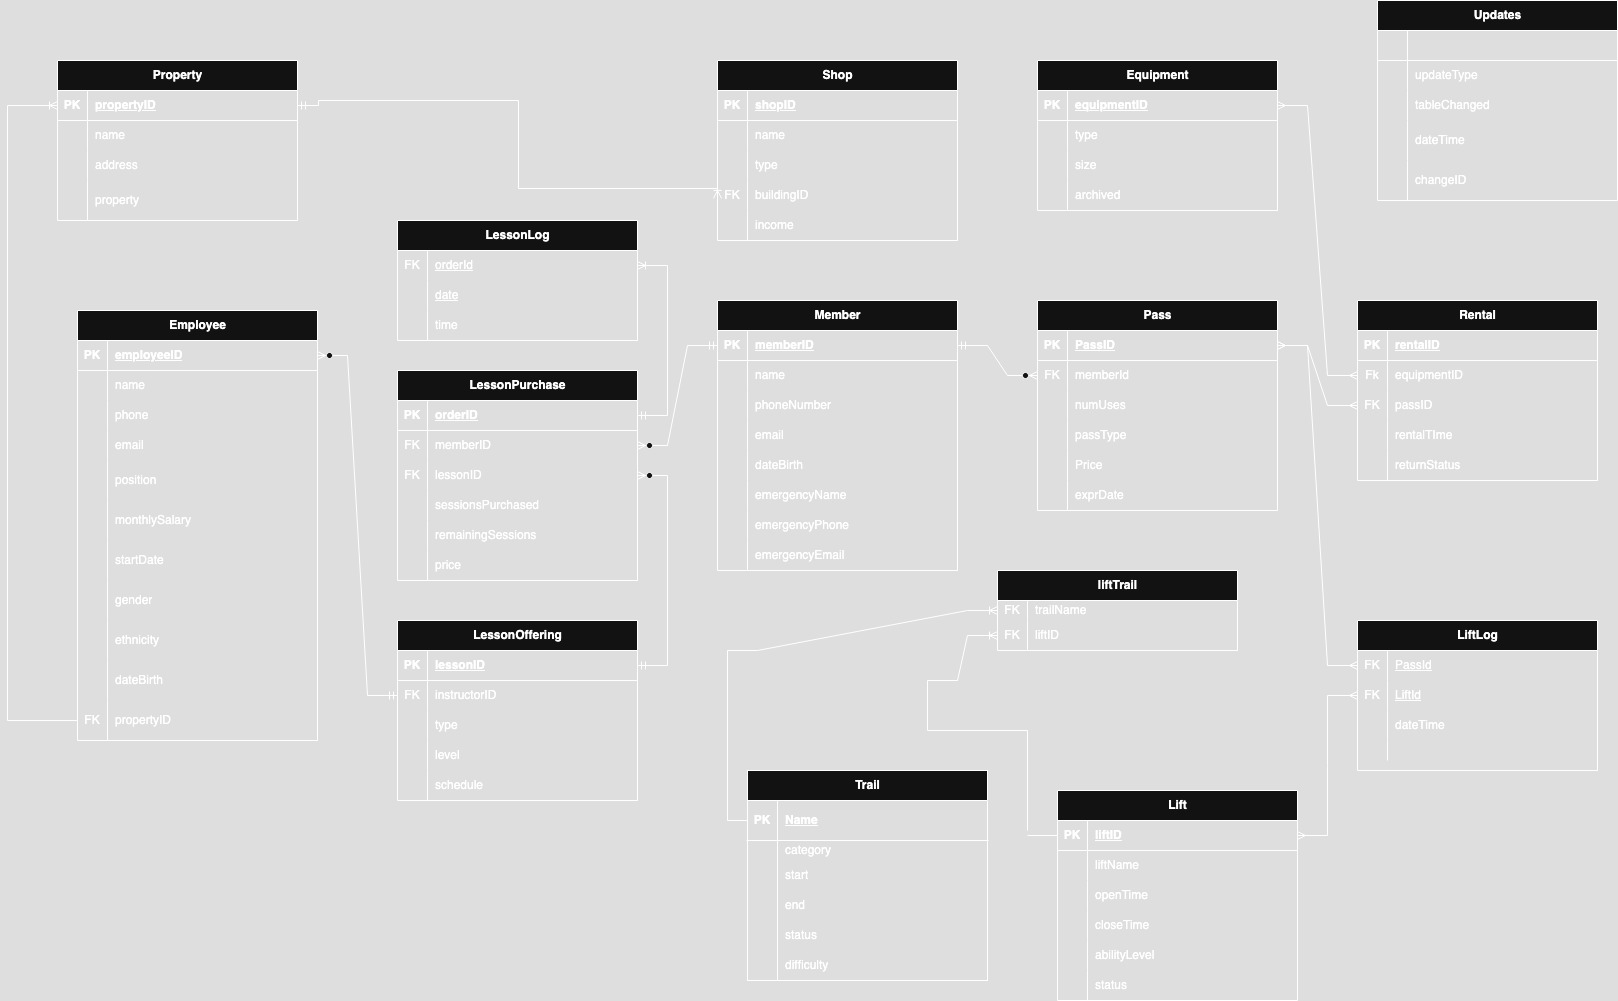 Updates
updateType
tableChanged
dateTime
changeID
Property
PK propertyID
name
address
property
Shop
PK shopID
name
type
FK buildingID
income
Equipment
PK equipmentID
type
size
archived
LessonLog
FK orderId
date
time
Employee
PK employeeID
name
phone
email
position
monthlySalary
startDate
gender
ethnicity
dateBirth
FK propertyID
LessonPurchase
PK orderID
FK memberID
FK lessonID
sessionsPurchased
remainingSessions
price
LessonOffering
PK lessonID
FK instructorID
type
level
schedule
Member
PK memberID
name
phoneNumber
email
dateBirth
emergencyName
emergencyPhone
emergencyEmail
Pass
PK PassID
FK memberId
numUses
passType
Price
exprDate
Rental
PK rentalID
Fk equipmentID
FK passID
rentalTIme
returnStatus
liftTrail
FK trailName
FK liftID
LiftLog
FK PassId
FK LiftId
dateTime
Trail
PK Name
category
start
end
status
difficulty
Lift
PK liftID
liftName
openTime
closeTime
abilityLevel
status